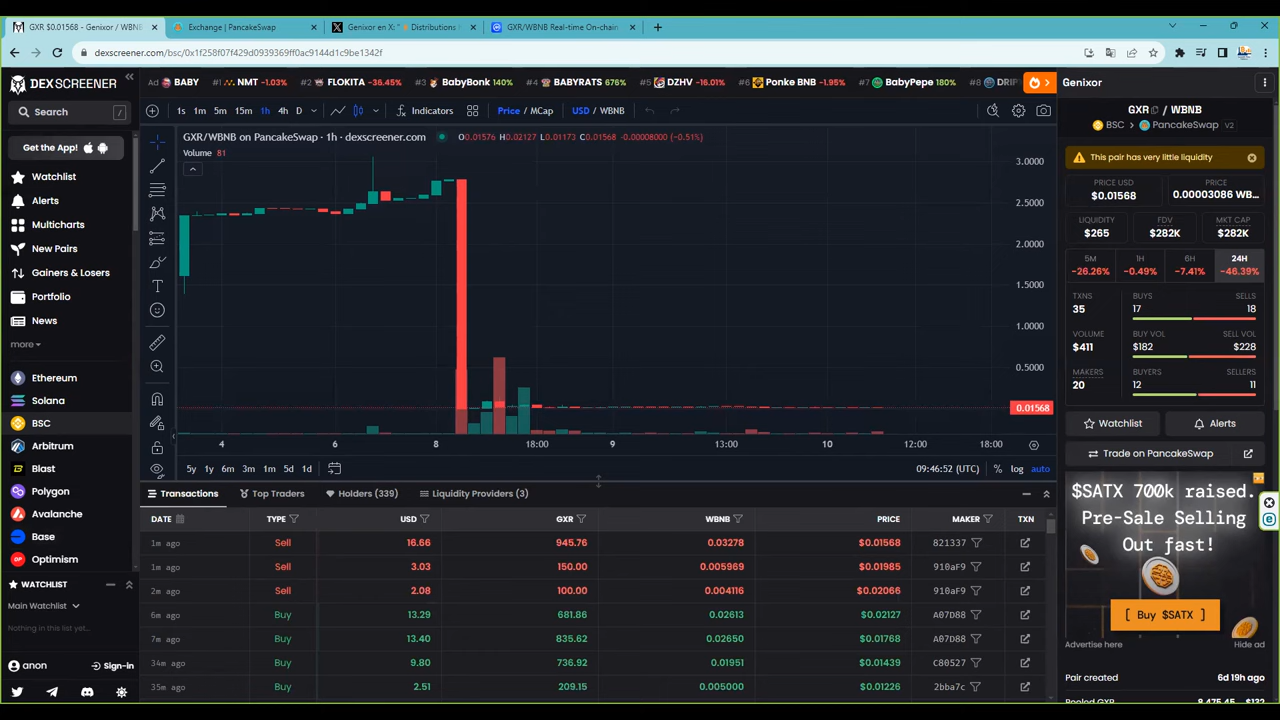 GXR $0.01568 - Genixor / WBNB
Exchange | PancakeSwap
Genixor en X: "
Distributions
GXR/WBNB Real-time On-chain
dexscreener.com/bsc/0x1f258f07f429d0939369ff0ac9144d1c9be1342f
DEX SCREENER
Ad
BABY
#1 NMT -1.03%
#2 FLOKITA -36.45%
#3 BabyBonk 140%
#4 BABYRATS 676%
#5 DZHV -16.01%
#6 Ponke BNB -1.95%
#7 BabyPepe 180%
#8 DRIP
Genixor
Search
/
1s 1m 5m 15m 1h 4h D
Indicators
Price / MCap
USD / WBNB
GXR / WBNB
BSC > PancakeSwap V2
Get the App!
GXR/WBNB on PancakeSwap · 1h · dexscreener.com
O0.01576 H0.02127 L0.01173 C0.01568 -0.00008000 (-0.51%)
Volume 81
This pair has very little liquidity
Watchlist
Alerts
Multicharts
New Pairs
Gainers & Losers
Portfolio
News
more
Ethereum
Solana
BSC
Arbitrum
Blast
Polygon
Avalanche
Base
Optimism
WATCHLIST
Main Watchlist
Nothing in this list yet...
anon
Sign-in
3.0000
2.5000
2.0000
1.5000
1.0000
0.5000
0.01568
4 6 8 18:00 9 13:00 10 12:00 18:00
5y 1y 6m 3m 1m 5d 1d
09:46:52 (UTC)
% log auto
PRICE USD
$0.01568
PRICE
0.00003086 WB...
LIQUIDITY
$265
FDV
$282K
MKT CAP
$282K
5M
-26.26%
1H
-0.49%
6H
-7.41%
24H
-46.39%
TXNS
35
BUYS
17
SELLS
18
VOLUME
$411
BUY VOL
$182
SELL VOL
$228
MAKERS
20
BUYERS
12
SELLERS
11
Watchlist
Alerts
Trade on PancakeSwap
Transactions
Top Traders
Holders (339)
Liquidity Providers (3)
DATE TYPE USD GXR WBNB PRICE MAKER TXN
1m ago Sell 16.66 945.76 0.03278 $0.01568 821337
1m ago Sell 3.03 150.00 0.005969 $0.01985 910aF9
2m ago Sell 2.08 100.00 0.004116 $0.02066 910aF9
6m ago Buy 13.29 681.86 0.02613 $0.02127 A07D88
7m ago Buy 13.40 835.62 0.02650 $0.01768 A07D88
34m ago Buy 9.80 736.92 0.01951 $0.01439 C80527
35m ago Buy 2.51 209.15 0.005000 $0.01226 2bba7c
$SATX 700k raised.
Pre-Sale Selling
Out fast!
[ Buy $SATX ]
Advertise here
Hide ad
Pair created
6d 19h ago
Pooled GXR
8,475.45 $132